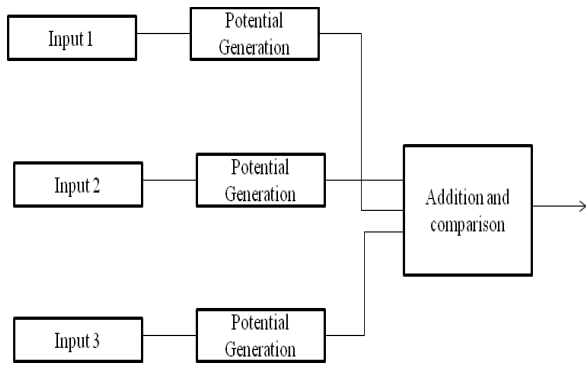 Input 1
Potential
Generation
Input 2
Potential
Generation
Addition and
comparison
Input 3
Potential
Generation